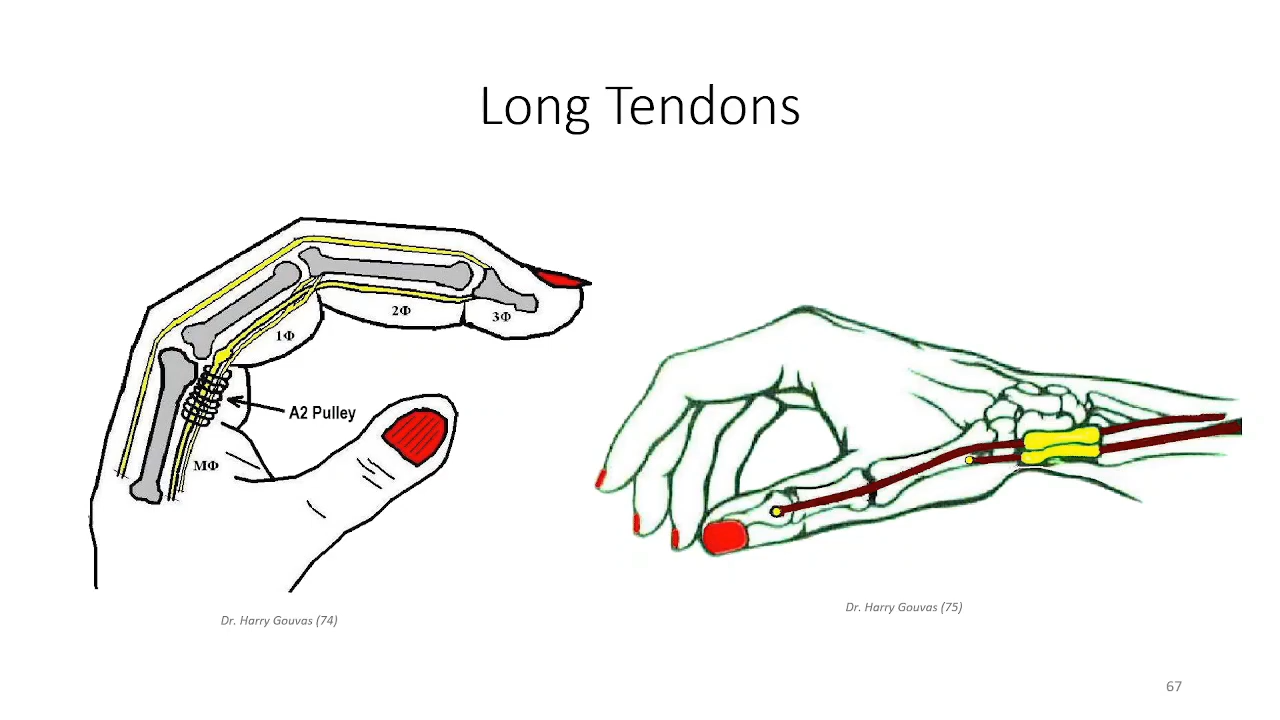 Long Tendons
2Φ
3Φ
1Φ
A2 Pulley
ΜΦ
Dr. Harry Gouvas (74)
Dr. Harry Gouvas (75)
67